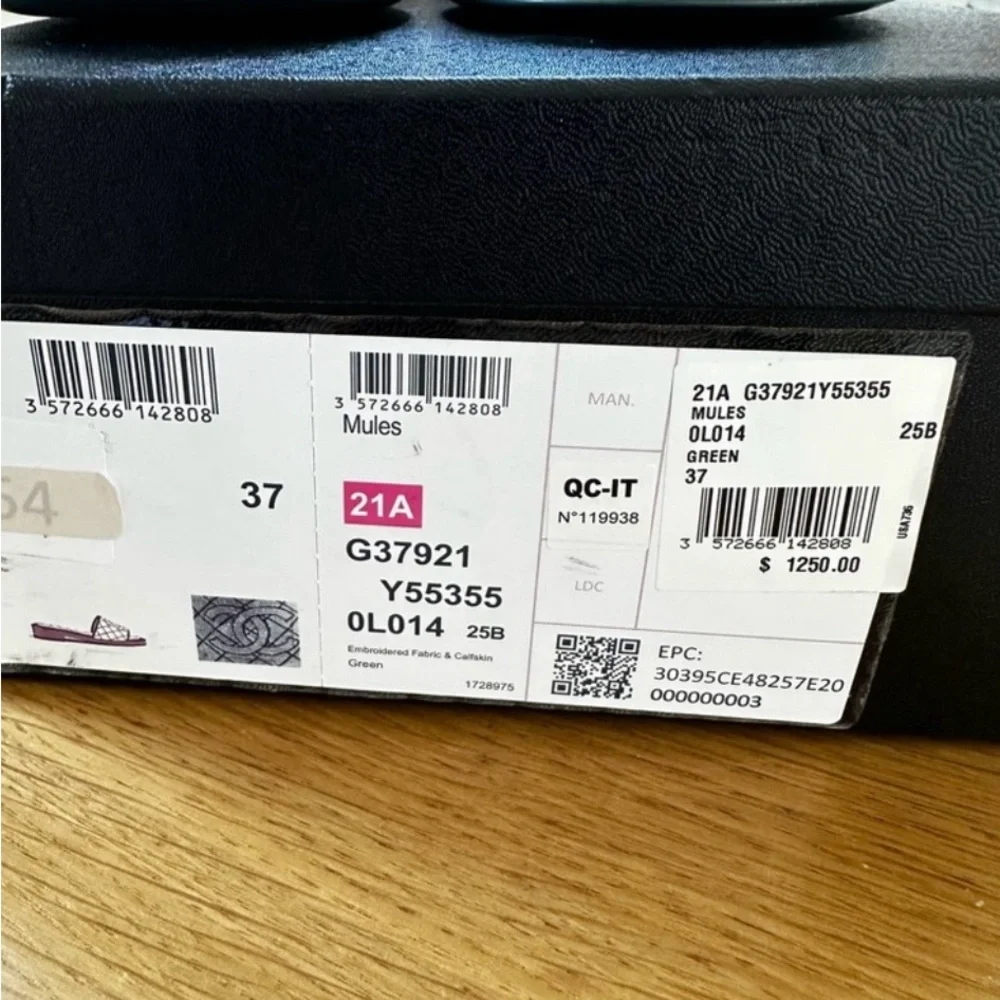 3 572666 142808
54
37
3 572666 142808
Mules
21A
G37921
Y55355
0L014 25B
Embroidered Fabric & Calfskin
Green
1728975
MAN.
QC-IT
N°119938
LDC
EPC:
30395CE48257E20
000000003
21A G37921Y55355
MULES
0L014 25B
GREEN
37
3 572666 142808
$ 1250.00
USA736